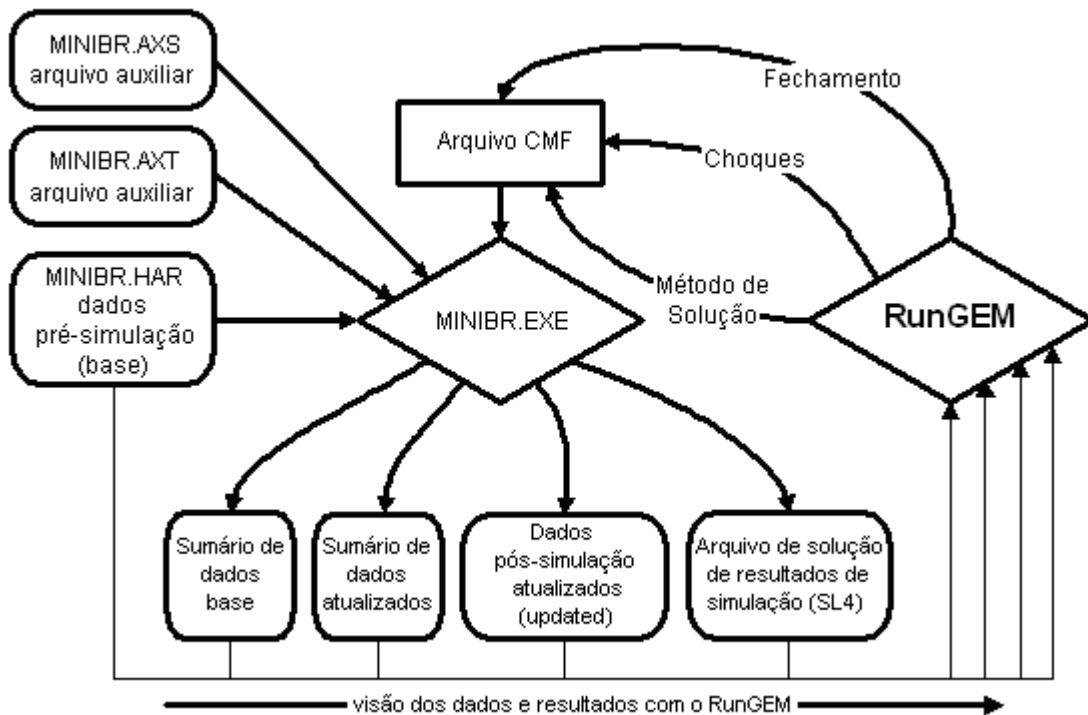 MINIBR.AXS
arquivo auxiliar
MINIBR.AXT
arquivo auxiliar
MINIBR.HAR
dados
pré-simulação
(base)
Arquivo CMF
Fechamento
Choques
Método de
Solução
MINIBR.EXE
RunGEM
Sumário de
dados
base
Sumário de
dados
atualizados
Dados
pós-simulação
atualizados
(updated)
Arquivo de solução
de resultados de
simulação (SL4)
visão dos dados e resultados com o RunGEM